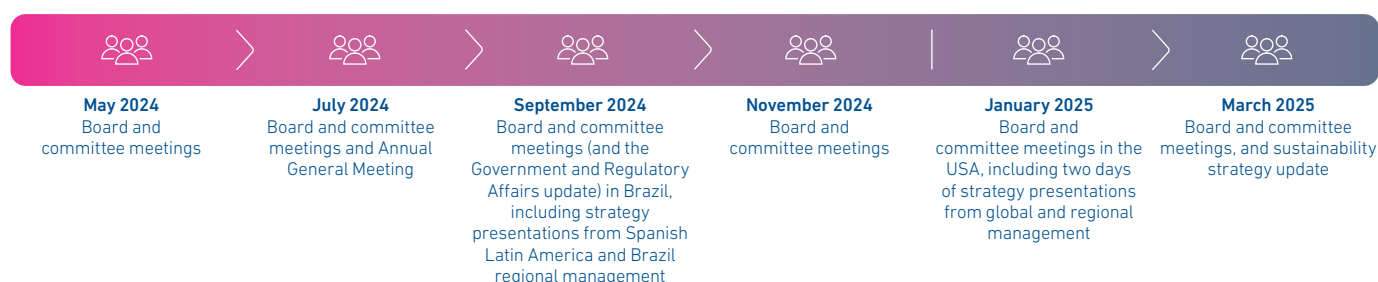 May 2024
Board and
committee meetings
July 2024
Board and committee
meetings and Annual
General Meeting
September 2024
Board and committee
meetings (and the
Government and Regulatory
Affairs update) in Brazil,
including strategy
presentations from Spanish
Latin America and Brazil
regional management
November 2024
Board and
committee meetings
January 2025
Board and
committee meetings in the
USA, including two days
of strategy presentations
from global and regional
management
March 2025
Board and committee
meetings, and sustainability
strategy update